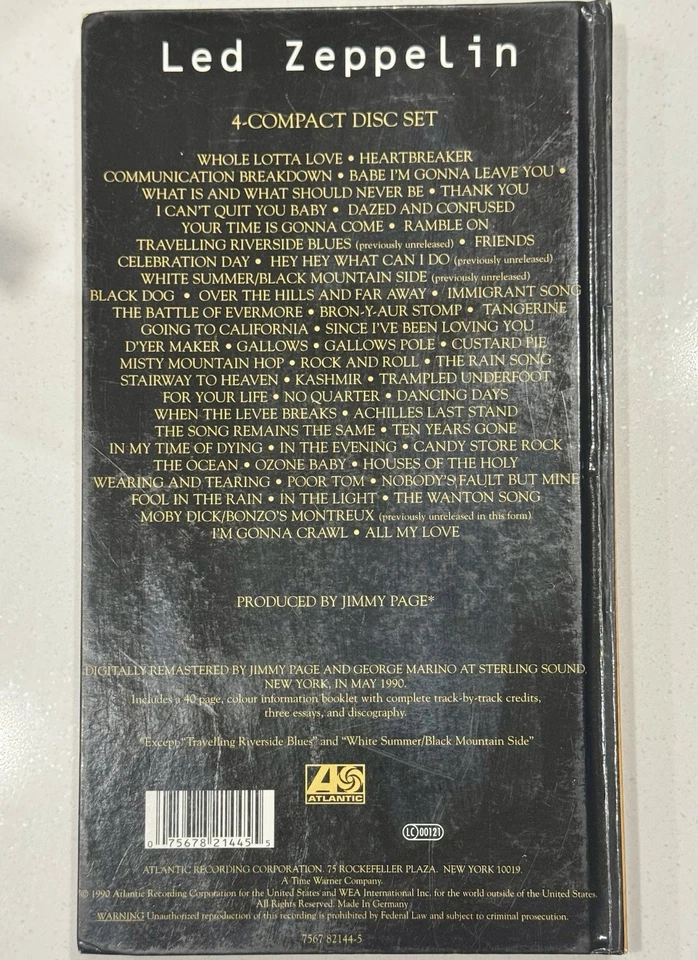 Led Zeppelin
4-COMPACT DISC SET
WHOLE LOTTA LOVE • HEARTBREAKER
COMMUNICATION BREAKDOWN • BABE I'M GONNA LEAVE YOU •
WHAT IS AND WHAT SHOULD NEVER BE • THANK YOU
I CAN'T QUIT YOU BABY • DAZED AND CONFUSED
YOUR TIME IS GONNA COME • RAMBLE ON
TRAVELLING RIVERSIDE BLUES (previously unreleased) • FRIENDS
CELEBRATION DAY • HEY HEY WHAT CAN I DO (previously unreleased)
WHITE SUMMER/BLACK MOUNTAIN SIDE (previously unreleased)
BLACK DOG • OVER THE HILLS AND FAR AWAY • IMMIGRANT SONG
THE BATTLE OF EVERMORE • BRON-Y-AUR STOMP • TANGERINE
GOING TO CALIFORNIA • SINCE I'VE BEEN LOVING YOU
D'YER MAKER • GALLOWS • GALLOWS POLE • CUSTARD PIE
MISTY MOUNTAIN HOP • ROCK AND ROLL • THE RAIN SONG
STAIRWAY TO HEAVEN • KASHMIR • TRAMPLED UNDERFOOT
FOR YOUR LIFE • NO QUARTER • DANCING DAYS
WHEN THE LEVEE BREAKS • ACHILLES LAST STAND
THE SONG REMAINS THE SAME • TEN YEARS GONE
IN MY TIME OF DYING • IN THE EVENING • CANDY STORE ROCK
THE OCEAN • OZONE BABY • HOUSES OF THE HOLY
WEARING AND TEARING • POOR TOM • NOBODY'S FAULT BUT MINE
FOOL IN THE RAIN • IN THE LIGHT • THE WANTON SONG
MOBY DICK/BONZO'S MONTREUX (previously unreleased in this form)
I'M GONNA CRAWL • ALL MY LOVE
PRODUCED BY JIMMY PAGE*
DIGITALLY REMASTERED BY JIMMY PAGE AND GEORGE MARINO AT STERLING SOUND,
NEW YORK, IN MAY 1990.
Includes a 40 page, colour information booklet with complete track-by-track credits,
three essays, and discography.
*Except "Travelling Riverside Blues" and "White Summer/Black Mountain Side"
ATLANTIC
0 75678 21445 5
LC 00121
ATLANTIC RECORDING CORPORATION. 75 ROCKEFELLER PLAZA. NEW YORK 10019.
A Time Warner Company.
© 1990 Atlantic Recording Corporation for the United States and WEA International Inc. for the world outside of the United States.
All Rights Reserved. Made In Germany
WARNING Unauthorized reproduction of this recording is prohibited by Federal Law and subject to criminal prosecution.
7567 82144-5